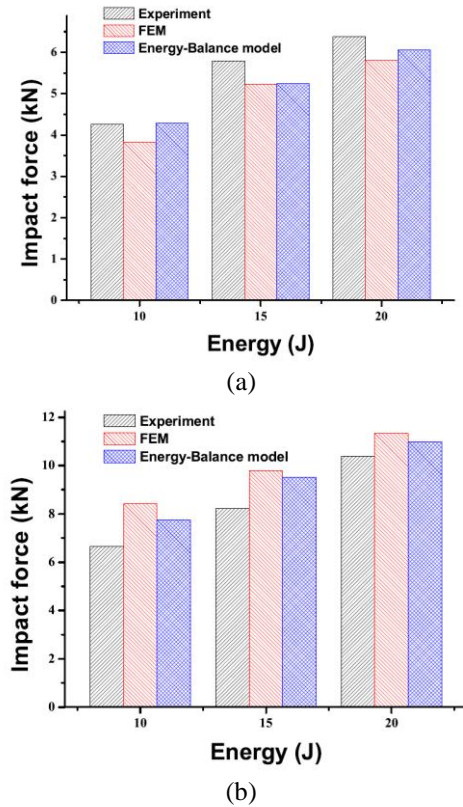 Experiment
FEM
Energy-Balance model
Impact force (kN)
6
5
4
3
2
1
0
10
15
20
Energy (J)
(a)
Experiment
FEM
Energy-Balance model
Impact force (kN)
12
10
8
6
4
2
0
10
15
20
Energy (J)
(b)